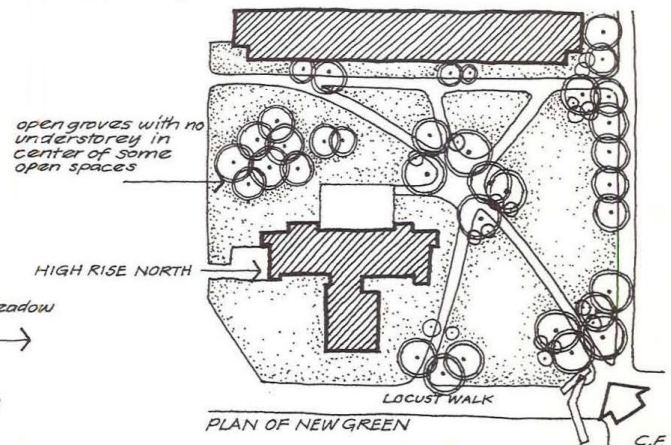 open groves with no
understorey in
center of some
open spaces
HIGH RISE NORTH
eadow
LOCUST WALK
PLAN OF NEW GREEN
C.F.